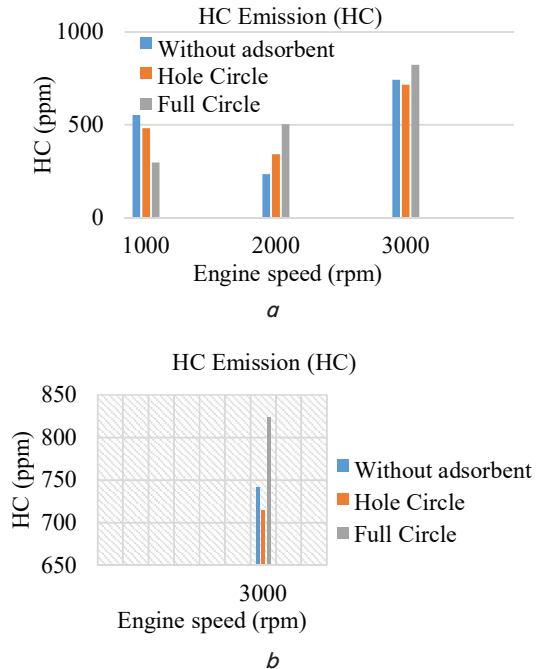 HC Emission (HC)
1000
Without adsorbent
Hole Circle
Full Circle
HC (ppm)
500
0
1000 2000 3000
Engine speed (rpm)
a
HC Emission (HC)
850
800
750
700
650
HC (ppm)
Without adsorbent
Hole Circle
Full Circle
3000
Engine speed (rpm)
b